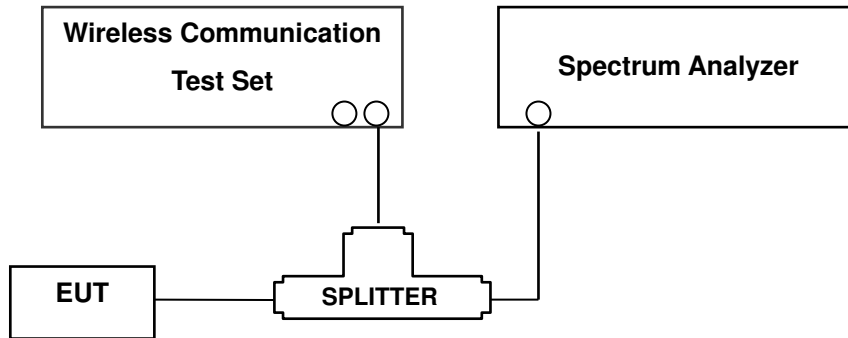 Wireless Communication
Test Set
Spectrum Analyzer
EUT
SPLITTER